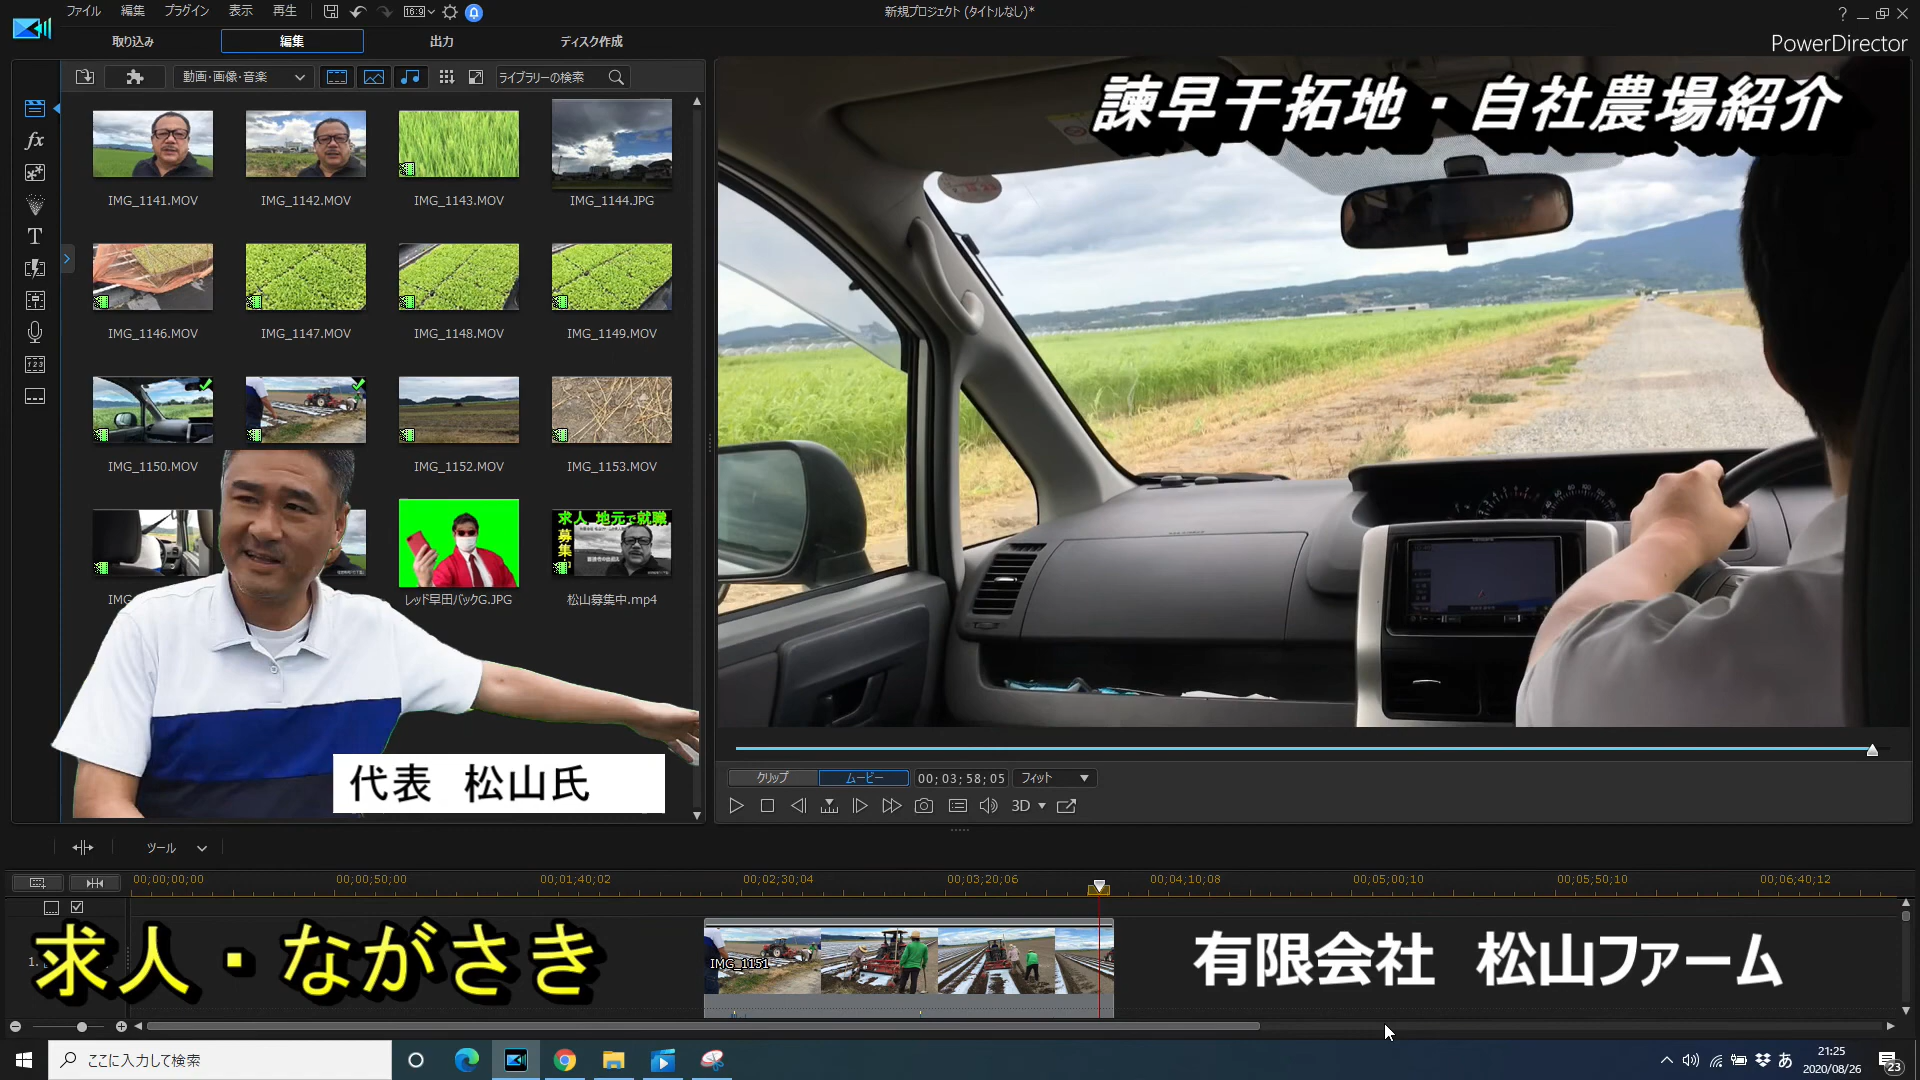 ファイル 編集 プラグイン 表示 再生
16:9
新規プロジェクト (タイトルなし)*
?
取り込み 編集 出力 ディスク作成
PowerDirector
動画・画像・音楽
ライブラリーの検索
諫早干拓地・自社農場紹介
IMG_1141.MOV IMG_1142.MOV IMG_1143.MOV IMG_1144.JPG
IMG_1146.MOV IMG_1147.MOV IMG_1148.MOV IMG_1149.MOV
IMG_1150.MOV IMG_1152.MOV IMG_1153.MOV
求人 地元で就職
募集
IMG レッド早田バックG.JPG 松山募集中.mp4
代表 松山氏
クリップ ムービー 00;03;58;05 フィット
3D
ツール
00;00;00;00 00;00;50;00 00;01;40;02 00;02;30;04 00;03;20;06 00;04;10;08 00;05;00;10 00;05;50;10 00;06;40;12
1.
求人・ながさき
IMG_1151
有限会社 松山ファーム
ここに入力して検索
あ
21:25
2020/08/26
23